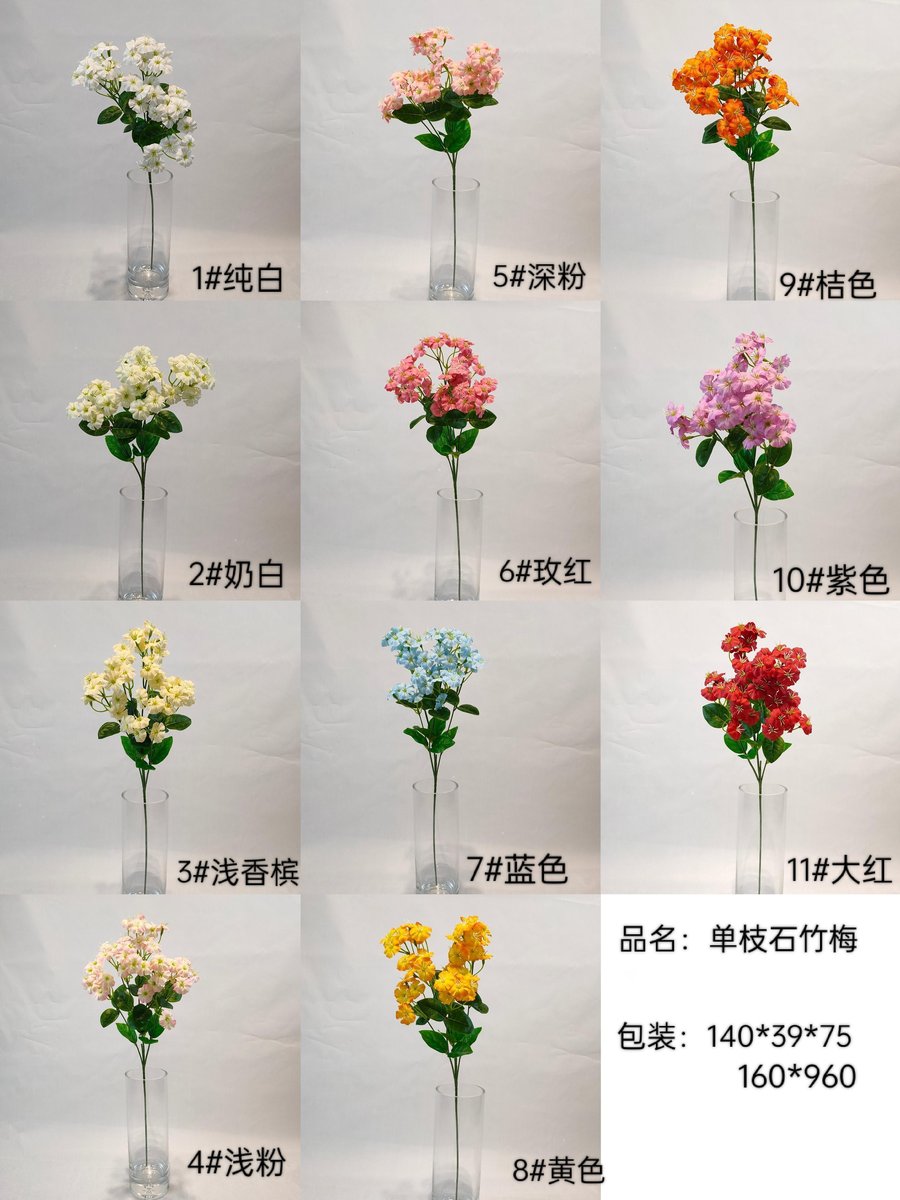 1#纯白
5#深粉
9#桔色
2#奶白
6#玫红
10#紫色
3#浅香槟
7#蓝色
11#大红
4#浅粉
8#黄色
品名：单枝石竹梅
包装：140*39*75
160*960